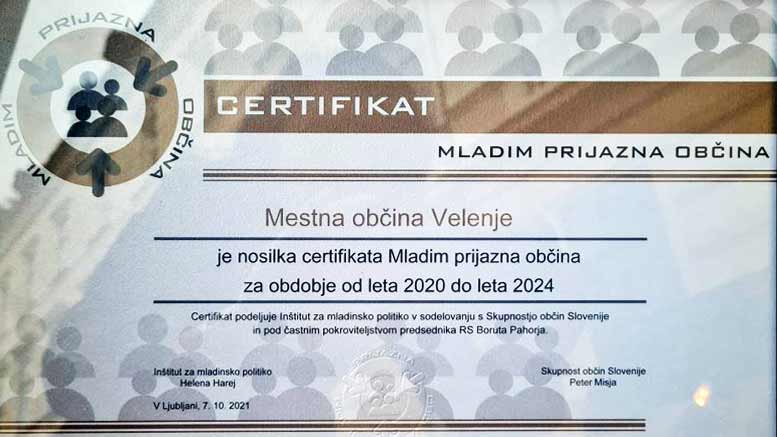 MLADIM PRIJAZNA OBČINA
CERTIFIKAT
MLADIM PRIJAZNA OBČINA
Mestna občina Velenje
je nosilka certifikata Mladim prijazna občina
za obdobje od leta 2020 do leta 2024
Certifikat podeljuje Inštitut za mladinsko politiko v sodelovanju s Skupnostjo občin Slovenije
in pod častnim pokroviteljstvom predsednika RS Boruta Pahorja.
Inštitut za mladinsko politiko
Helena Harej
Skupnost občin Slovenije
Peter Misja
V Ljubljani, 7. 10. 2021
PRIJAZNA